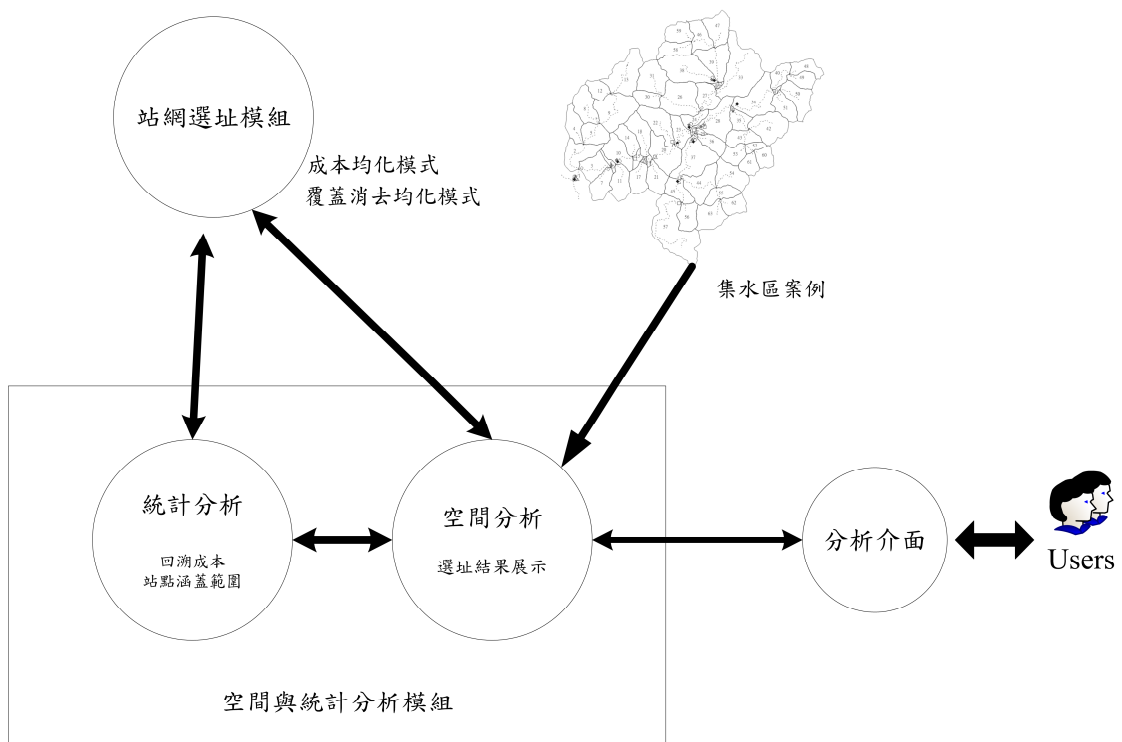 站網選址模組
成本均化模式
覆蓋消去均化模式
集水區案例
統計分析
回溯成本
站點涵蓋範圍
空間分析
選址結果展示
分析介面
Users
空間與統計分析模組